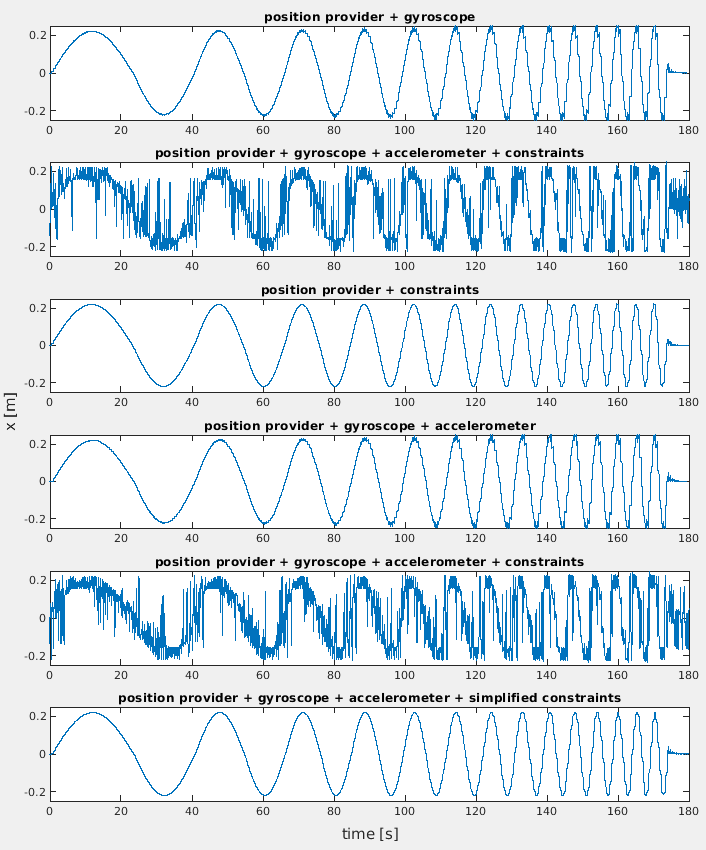 position provider + gyroscope
0.2
0
-0.2
0 20 40 60 80 100 120 140 160 180
position provider + gyroscope + accelerometer + constraints
0.2
0
-0.2
0 20 40 60 80 100 120 140 160 180
position provider + constraints
0.2
0
-0.2
0 20 40 60 80 100 120 140 160 180
x [m]
position provider + gyroscope + accelerometer
0.2
0
-0.2
0 20 40 60 80 100 120 140 160 180
position provider + gyroscope + accelerometer + constraints
0.2
0
-0.2
0 20 40 60 80 100 120 140 160 180
position provider + gyroscope + accelerometer + simplified constraints
0.2
0
-0.2
0 20 40 60 80 100 120 140 160 180
time [s]